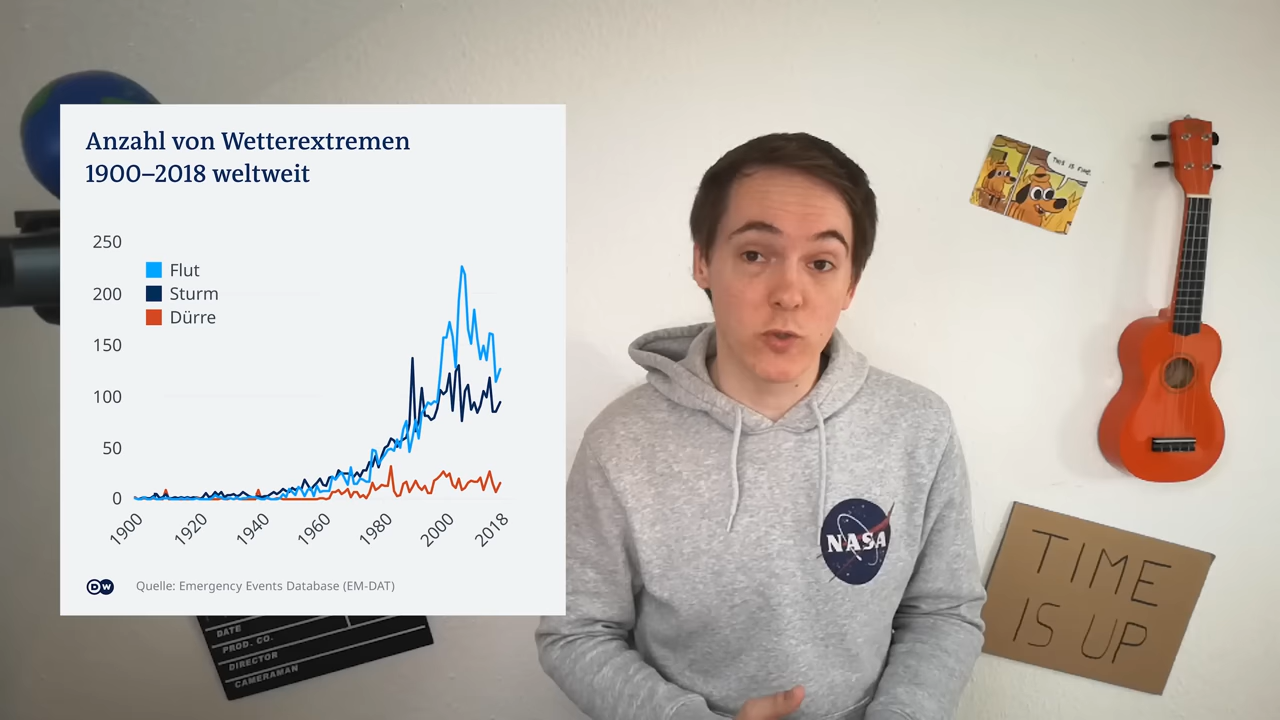 Anzahl von Wetterextremen
1900–2018 weltweit
250
200
150
100
50
0
Flut
Sturm
Dürre
1900
1920
1940
1960
1980
2000
2018
DW
Quelle: Emergency Events Database (EM-DAT)
DATE
PROD. CO.
DIRECTOR
CAMERAMAN
THIS IS FINE
NASA
TIME
IS UP